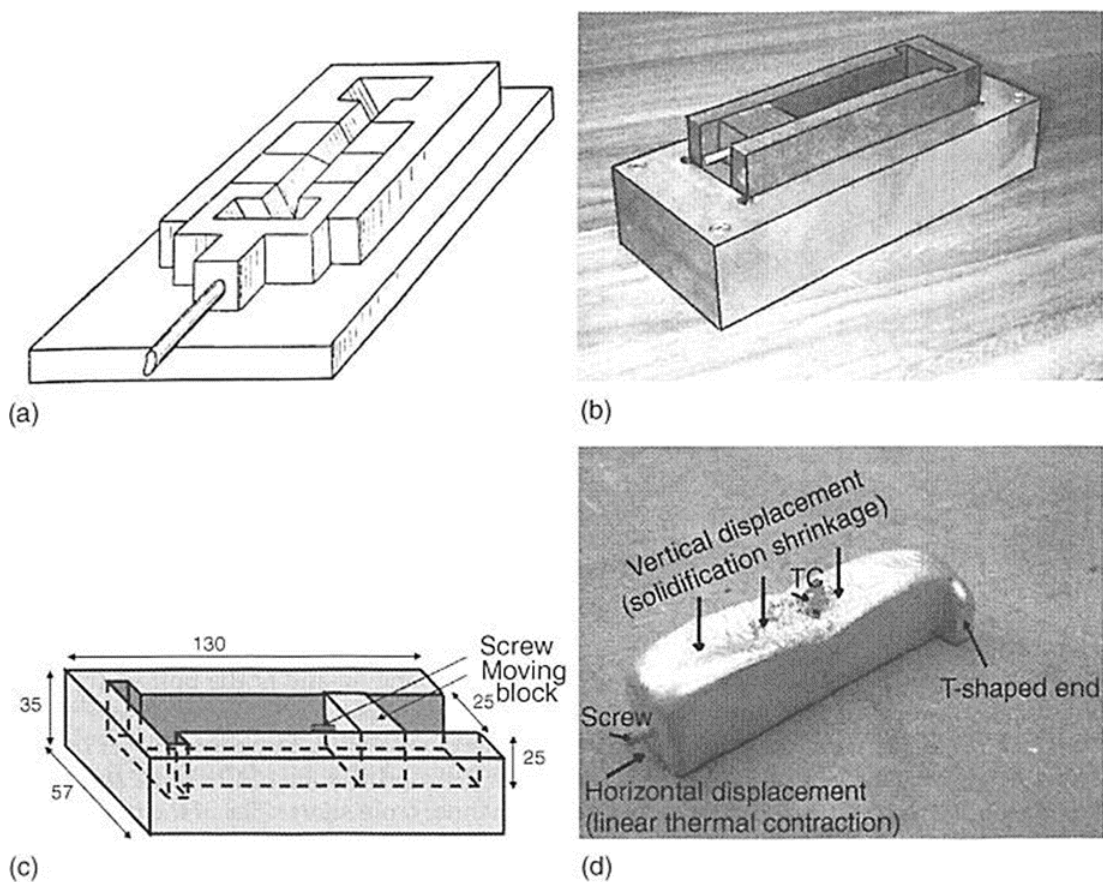 (a)
(b)
130
Screw
Moving
block
35
25
25
57
(c)
Vertical displacement
(solidification shrinkage)
TC
T-shaped end
Screw
Horizontal displacement
(linear thermal contraction)
(d)